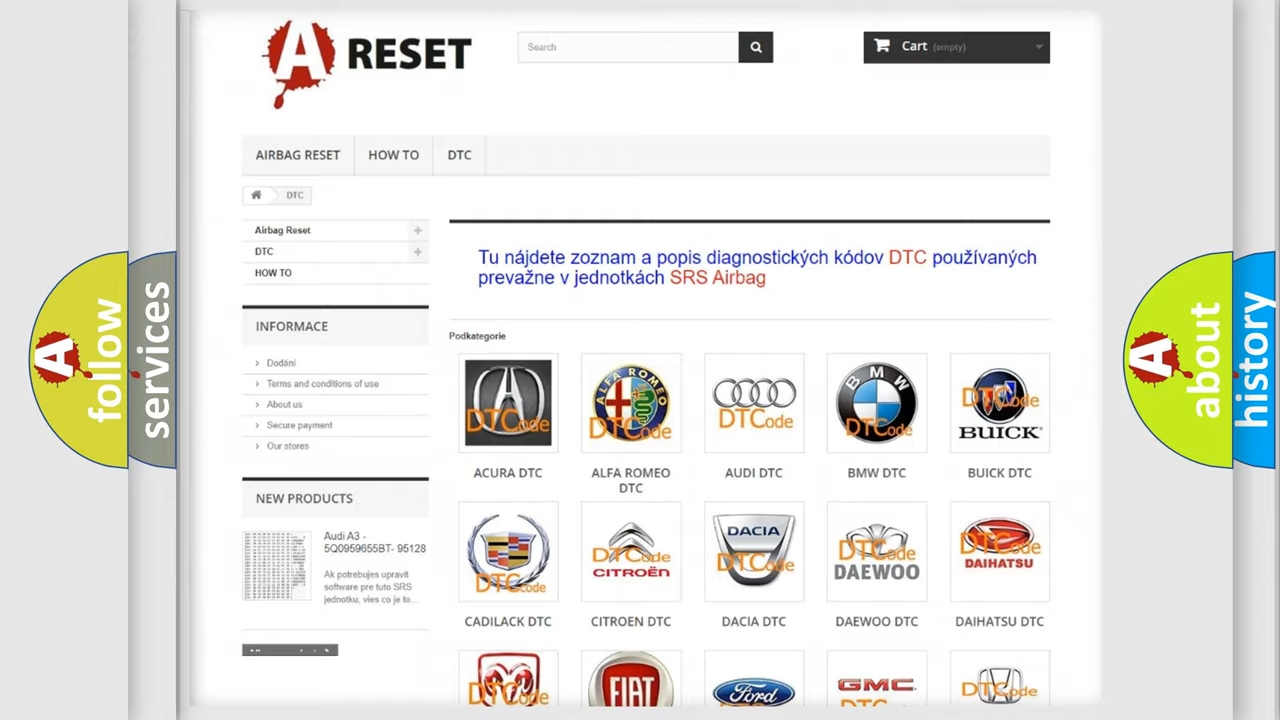 A RESET
Search
Cart (empty)
AIRBAG RESET
HOW TO
DTC
DTC
Airbag Reset
DTC
HOW TO
INFORMACE
Dodání
Terms and conditions of use
About us
Secure payment
Our stores
NEW PRODUCTS
Audi A3 -
5Q0959655BT- 95128
Ak potrebujes upravit
software pre tuto SRS
jednotku, vies co je to...
Tu nájdete zoznam a popis diagnostických kódov DTC používaných
prevažne v jednotkách SRS Airbag
Podkategorie
DTCode
ALFA ROMEO
DTCode
DTCode
BMW
DTCode
DTCode
BUICK
ACURA DTC
ALFA ROMEO
DTC
AUDI DTC
BMW DTC
BUICK DTC
DTCode
DTCode
CITROËN
DACIA
DTCode
DTCode
DAEWOO
DTCode
DAIHATSU
CADILACK DTC
CITROEN DTC
DACIA DTC
DAEWOO DTC
DAIHATSU DTC
DTCode
FIAT
Ford
GMC
DTCode
A follow
services
A about
history